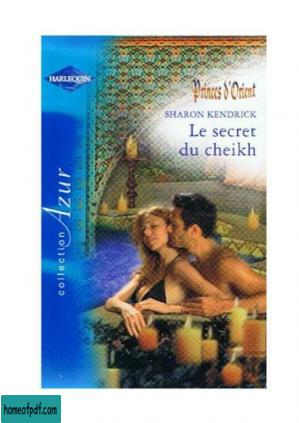 HARLEQUIN
Princes d'Orient
SHARON KENDRICK
Le secret
du cheikh
collection Azur
homeofpdf.com